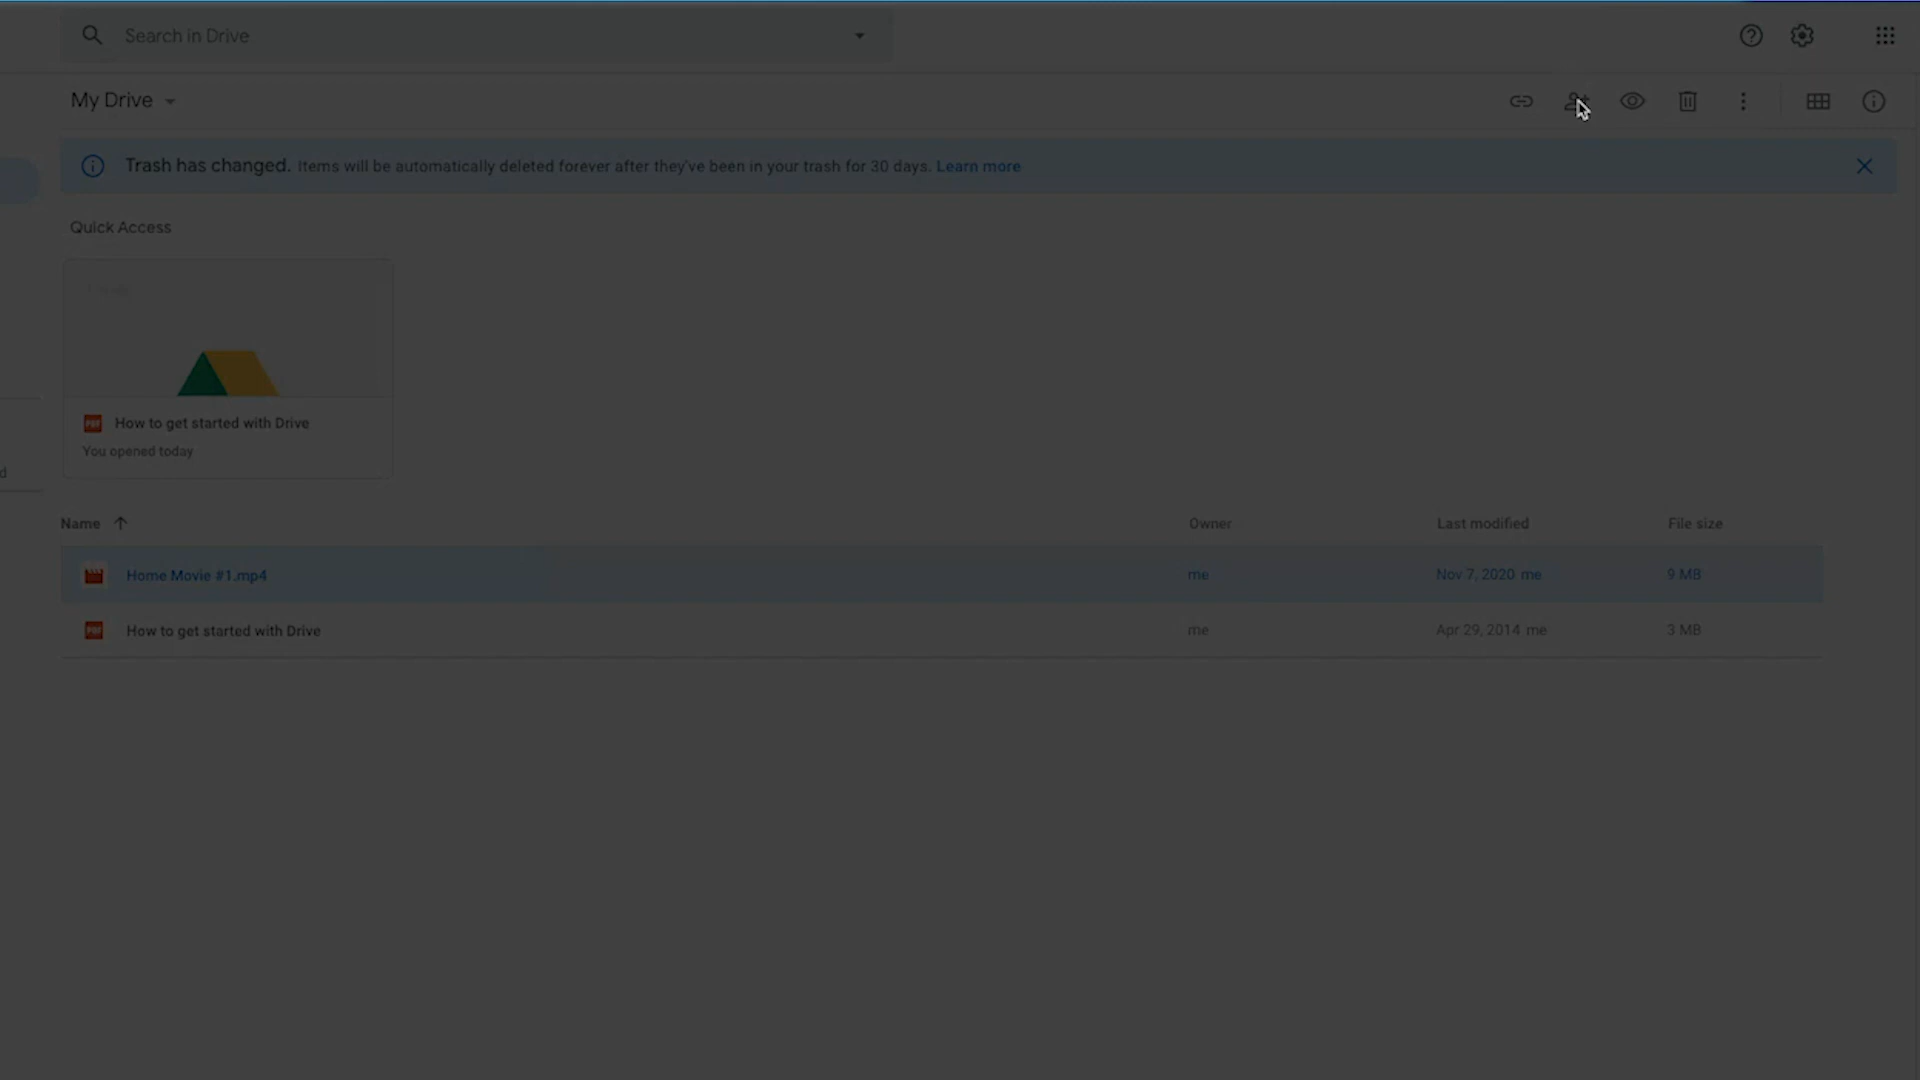 Search in Drive
My Drive
Trash has changed. Items will be automatically deleted forever after they've been in your trash for 30 days. Learn more
Quick Access
PDF How to get started with Drive
You opened today
d
Name Owner Last modified File size
Home Movie #1.mp4 me Nov 7, 2020 me 9 MB
PDF How to get started with Drive me Apr 29, 2014 me 3 MB